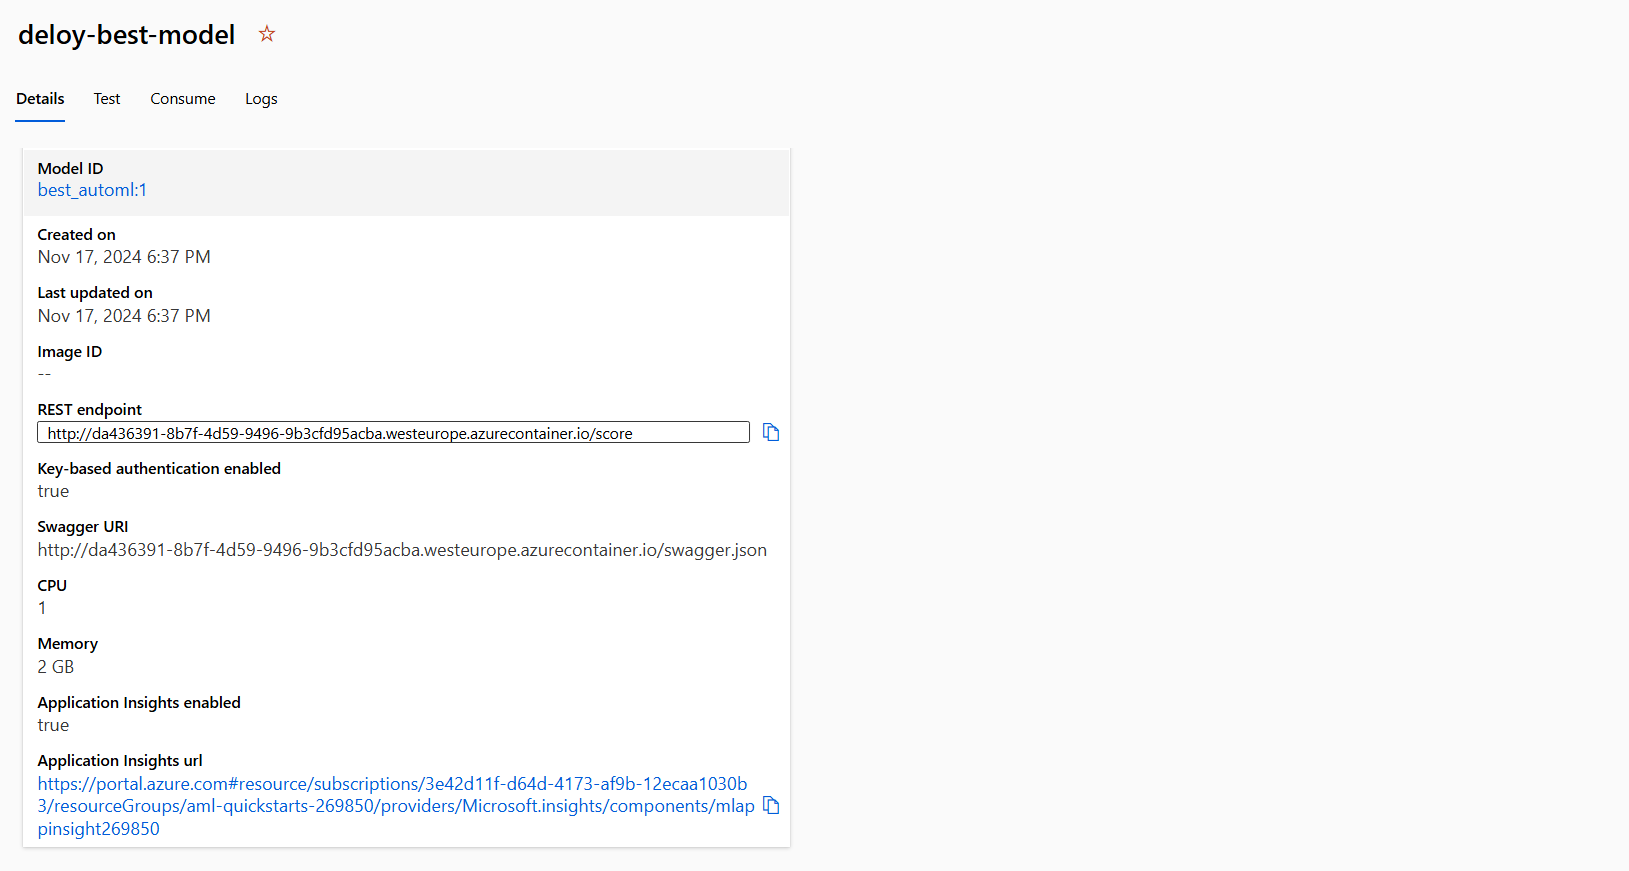 deloy-best-model
Details Test Consume Logs
Model ID
best_automl:1
Created on
Nov 17, 2024 6:37 PM
Last updated on
Nov 17, 2024 6:37 PM
Image ID
--
REST endpoint
http://da436391-8b7f-4d59-9496-9b3cfd95acba.westeurope.azurecontainer.io/score
Key-based authentication enabled
true
Swagger URI
http://da436391-8b7f-4d59-9496-9b3cfd95acba.westeurope.azurecontainer.io/swagger.json
CPU
1
Memory
2 GB
Application Insights enabled
true
Application Insights url
https://portal.azure.com#resource/subscriptions/3e42d11f-d64d-4173-af9b-12ecaa1030b
3/resourceGroups/aml-quickstarts-269850/providers/Microsoft.insights/components/mlap
pinsight269850